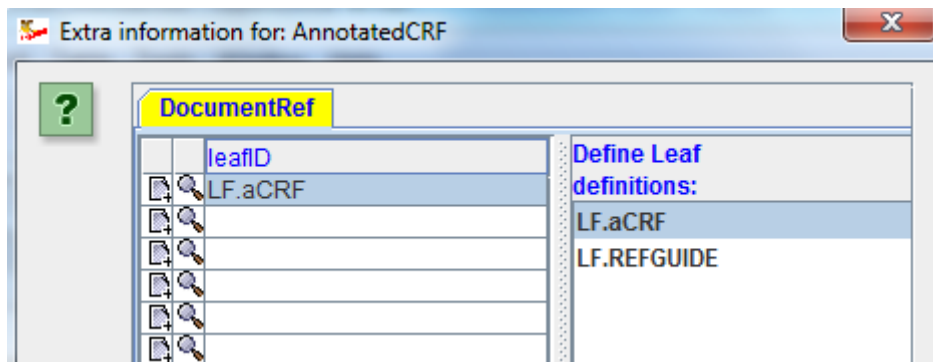 Extra information for: AnnotatedCRF
X
?
DocumentRef
leafID
LF.aCRF
Define Leaf
definitions:
LF.aCRF
LF.REFGUIDE